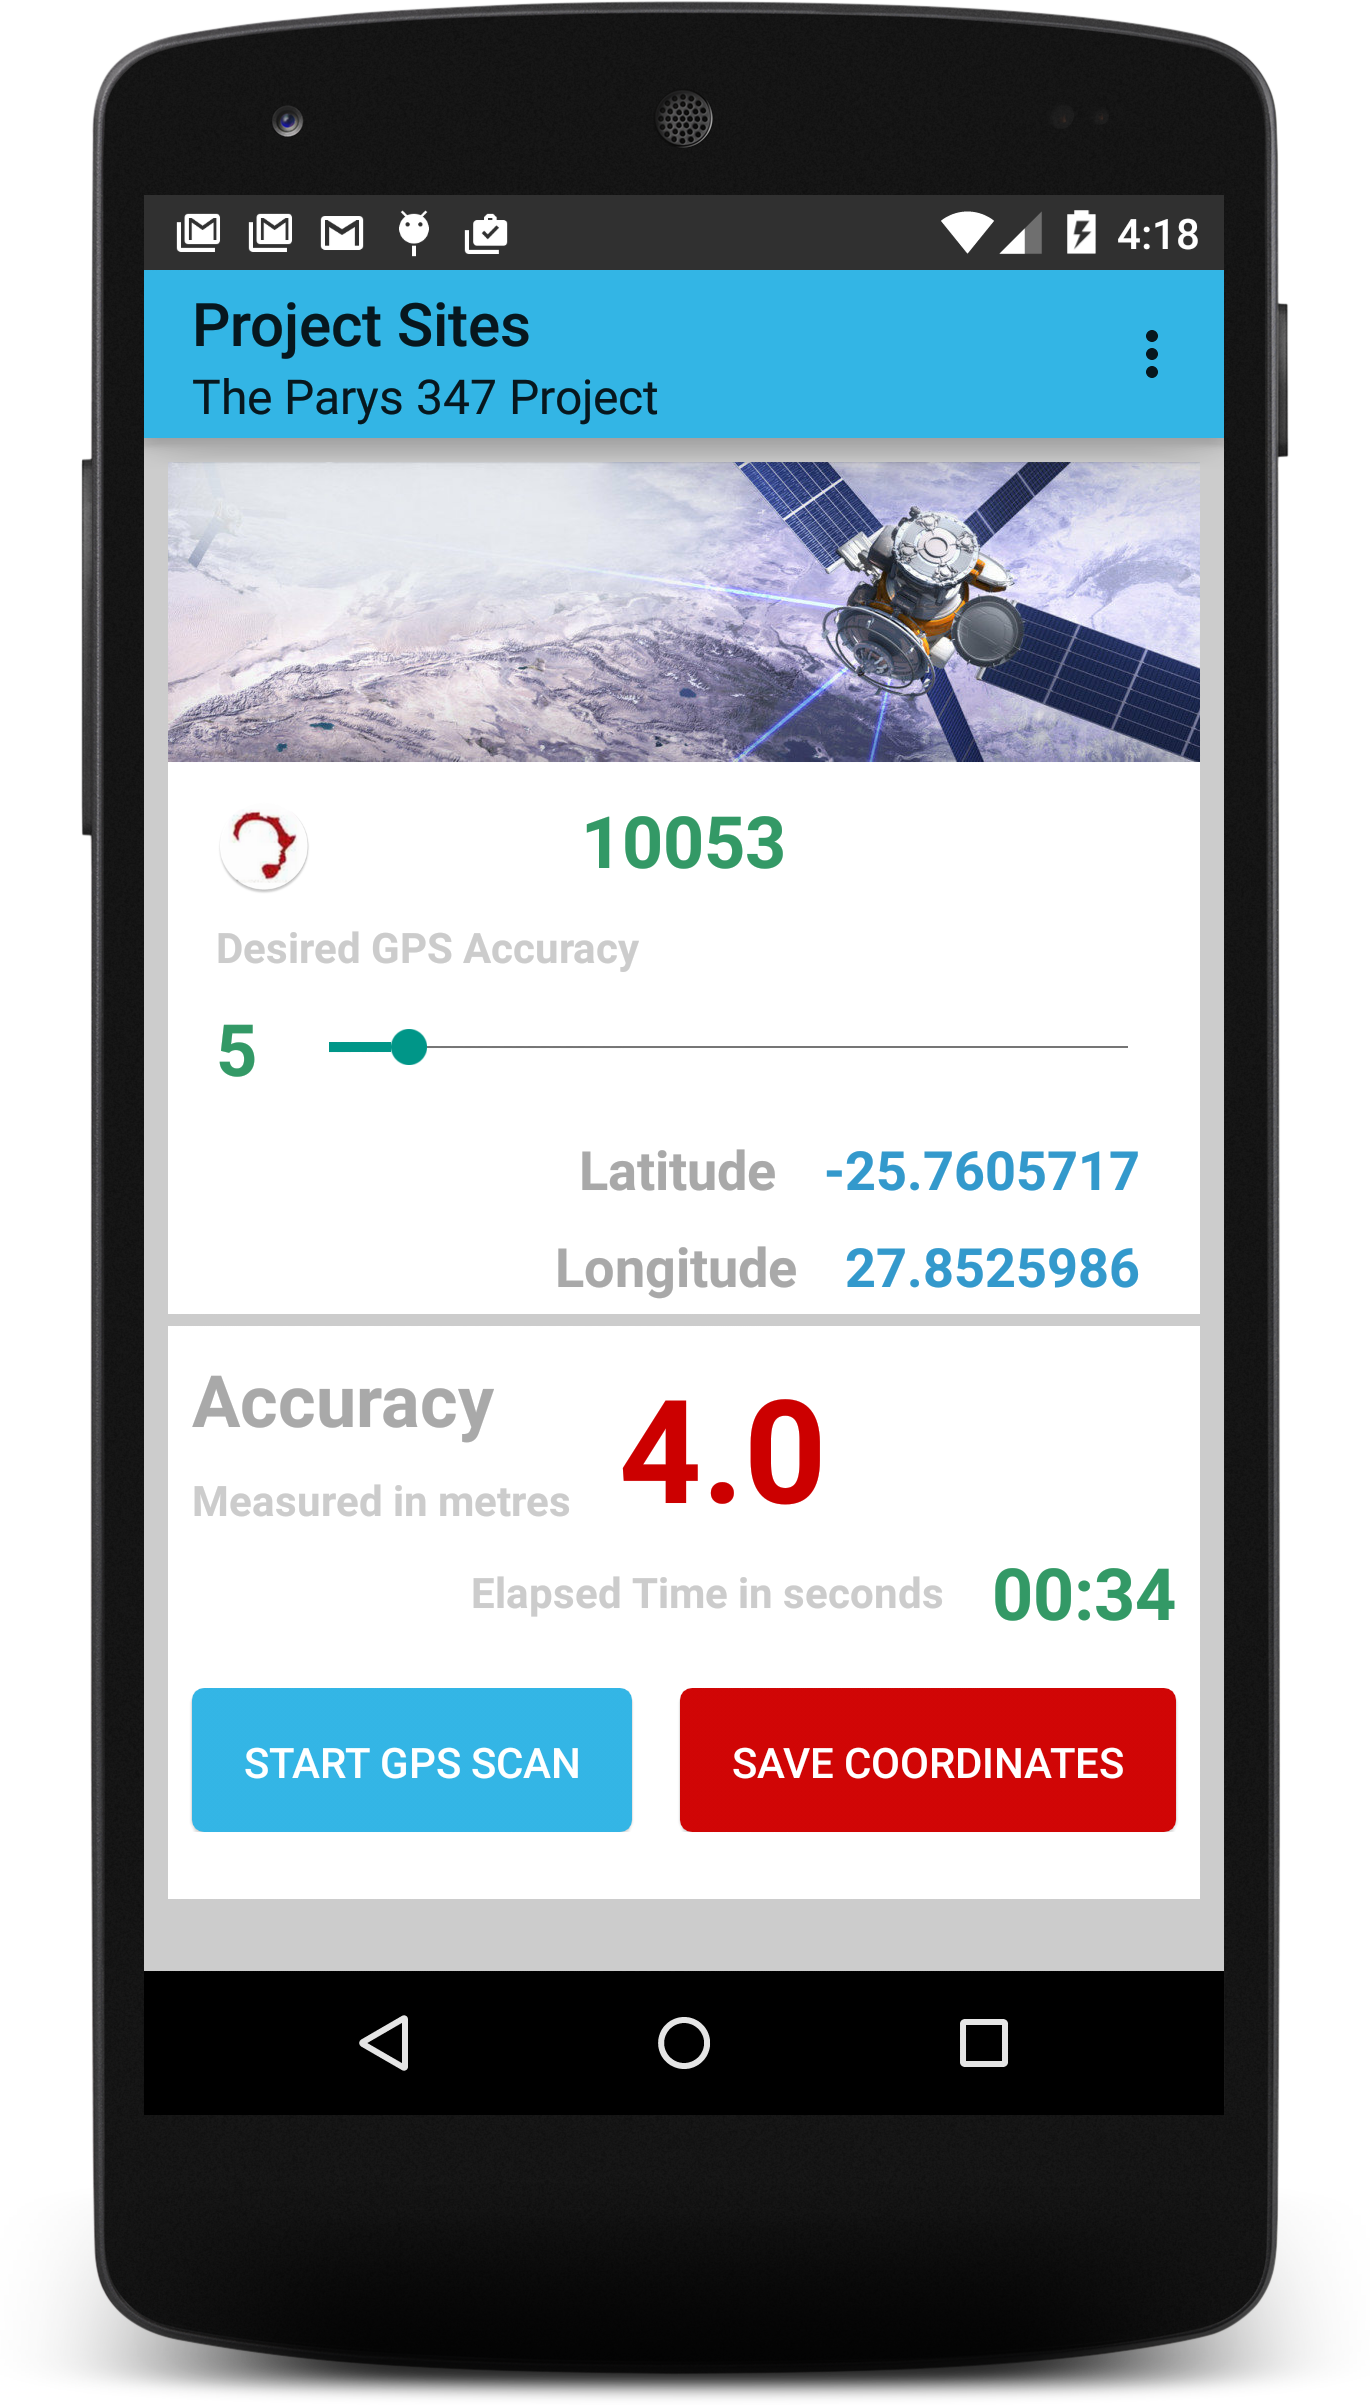 4:18
Project Sites
The Parys 347 Project
10053
Desired GPS Accuracy
5
Latitude -25.7605717
Longitude 27.8525986
Accuracy
4.0
Measured in metres
Elapsed Time in seconds 00:34
START GPS SCAN
SAVE COORDINATES